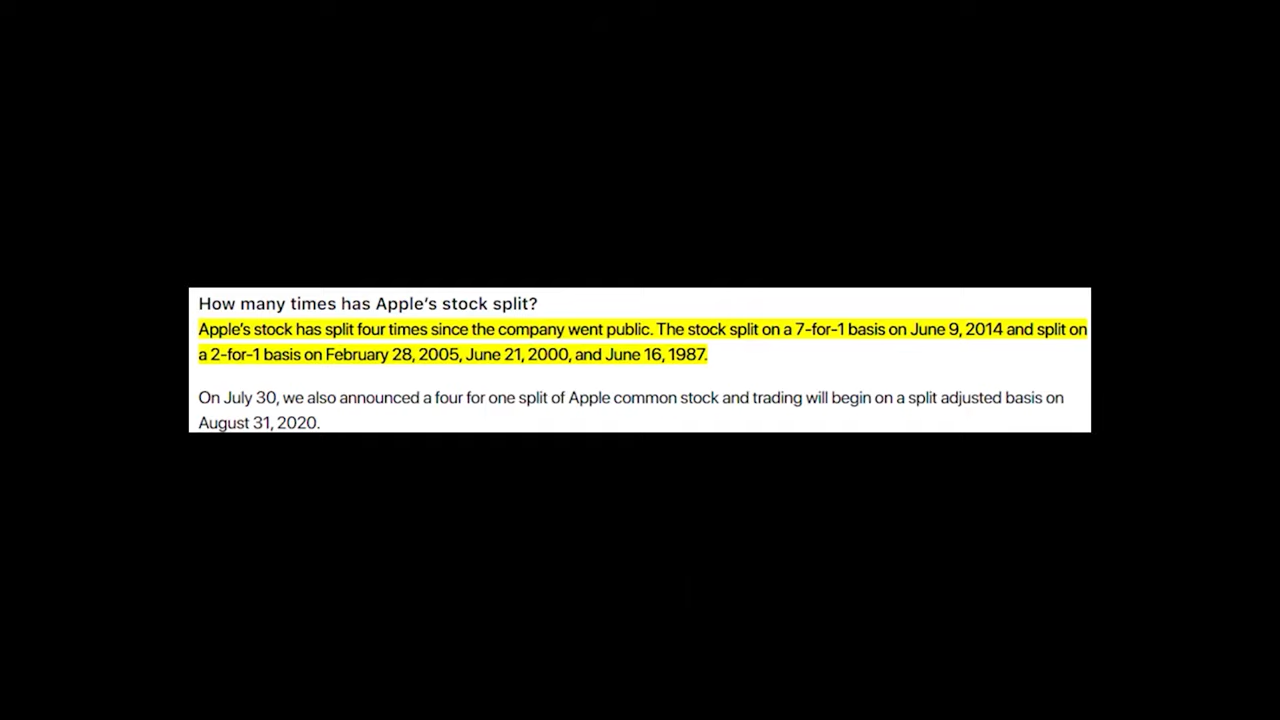 How many times has Apple's stock split?
Apple's stock has split four times since the company went public. The stock split on a 7-for-1 basis on June 9, 2014 and split on
a 2-for-1 basis on February 28, 2005, June 21, 2000, and June 16, 1987.
On July 30, we also announced a four for one split of Apple common stock and trading will begin on a split adjusted basis on
August 31, 2020.